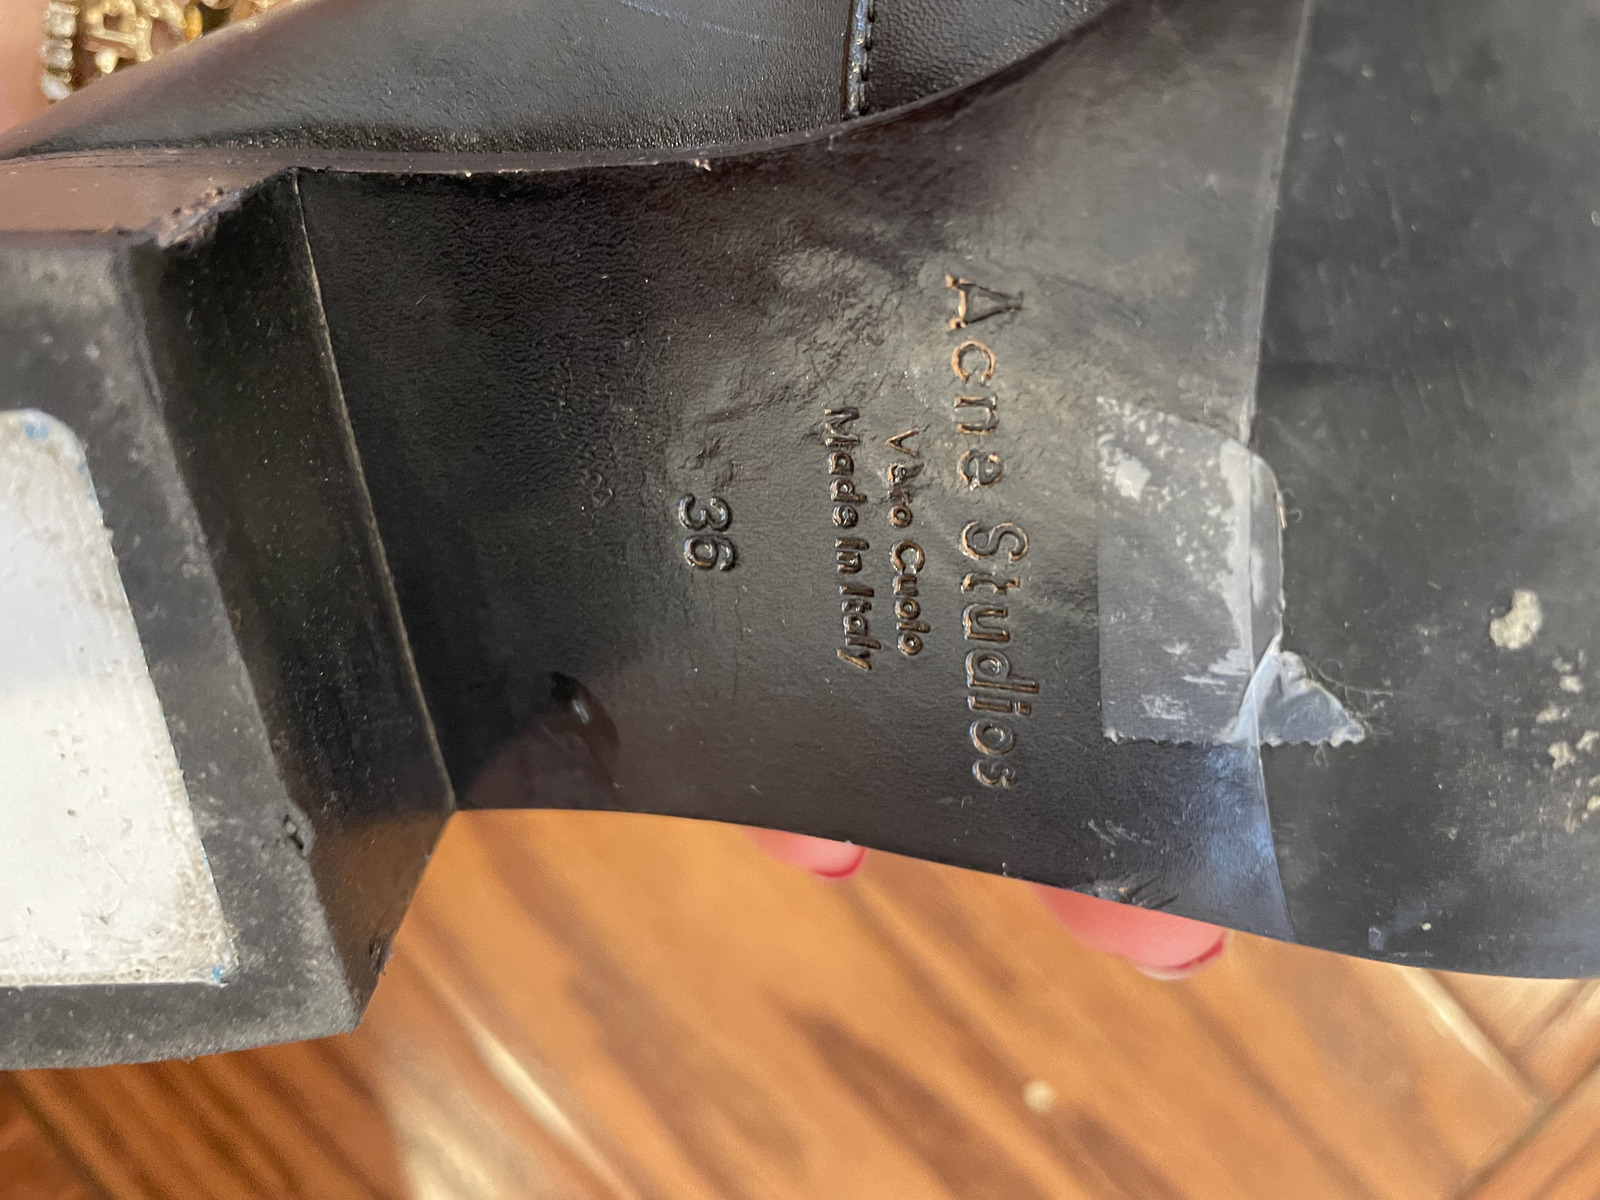 Acne Studios
Vero Cuoio
Made in Italy
36